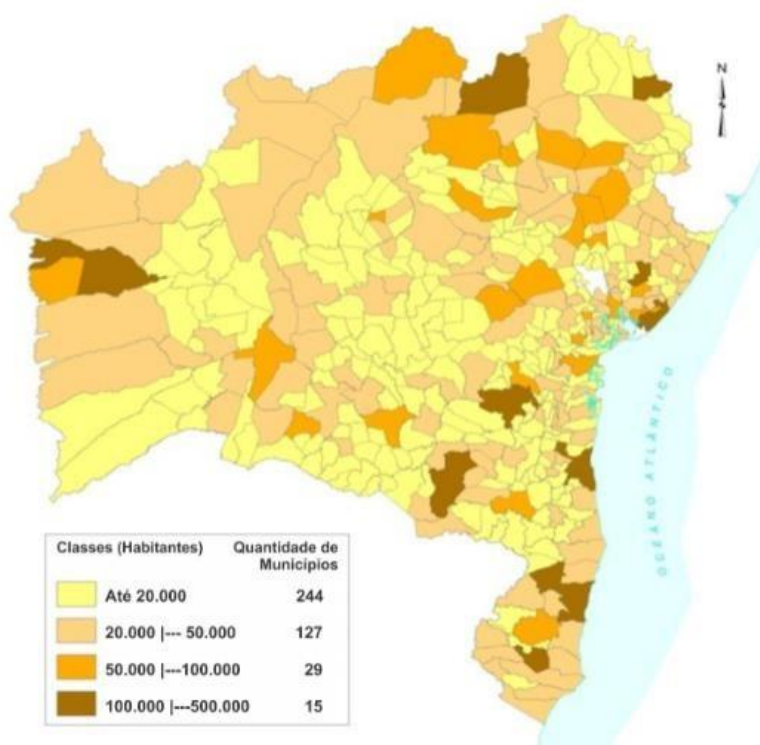 N
OCEANO ATLÂNTICO
Classes (Habitantes) Quantidade de
Municípios
Até 20.000 244
20.000 |--- 50.000 127
50.000 |---100.000 29
100.000 |---500.000 15